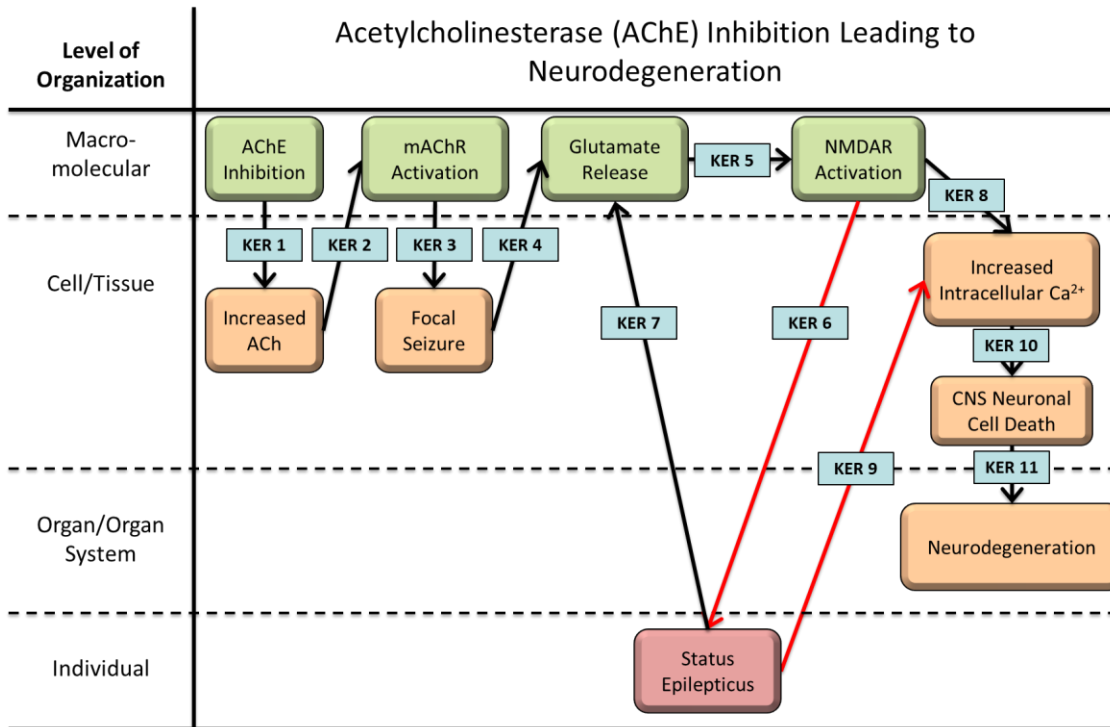 Level of
Organization
Acetylcholinesterase (AChE) Inhibition Leading to
Neurodegeneration
Macro-
molecular
AChE
Inhibition
mAChR
Activation
Glutamate
Release
KER 5
NMDAR
Activation
KER 8
KER 1
KER 2
KER 3
KER 4
Cell/Tissue
Increased
ACh
Focal
Seizure
KER 7
KER 6
Increased
Intracellular Ca²⁺
KER 10
CNS Neuronal
Cell Death
KER 9
KER 11
Organ/Organ
System
Neurodegeneration
Individual
Status
Epilepticus